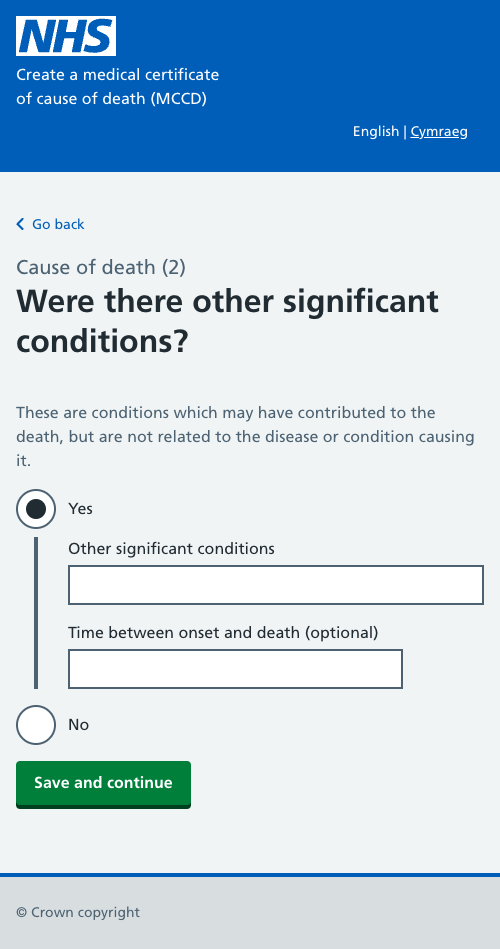 NHS
Create a medical certificate
of cause of death (MCCD)
English | Cymraeg
Go back
Cause of death (2)
Were there other significant
conditions?
These are conditions which may have contributed to the
death, but are not related to the disease or condition causing
it.
Yes
Other significant conditions
Time between onset and death (optional)
No
Save and continue
© Crown copyright